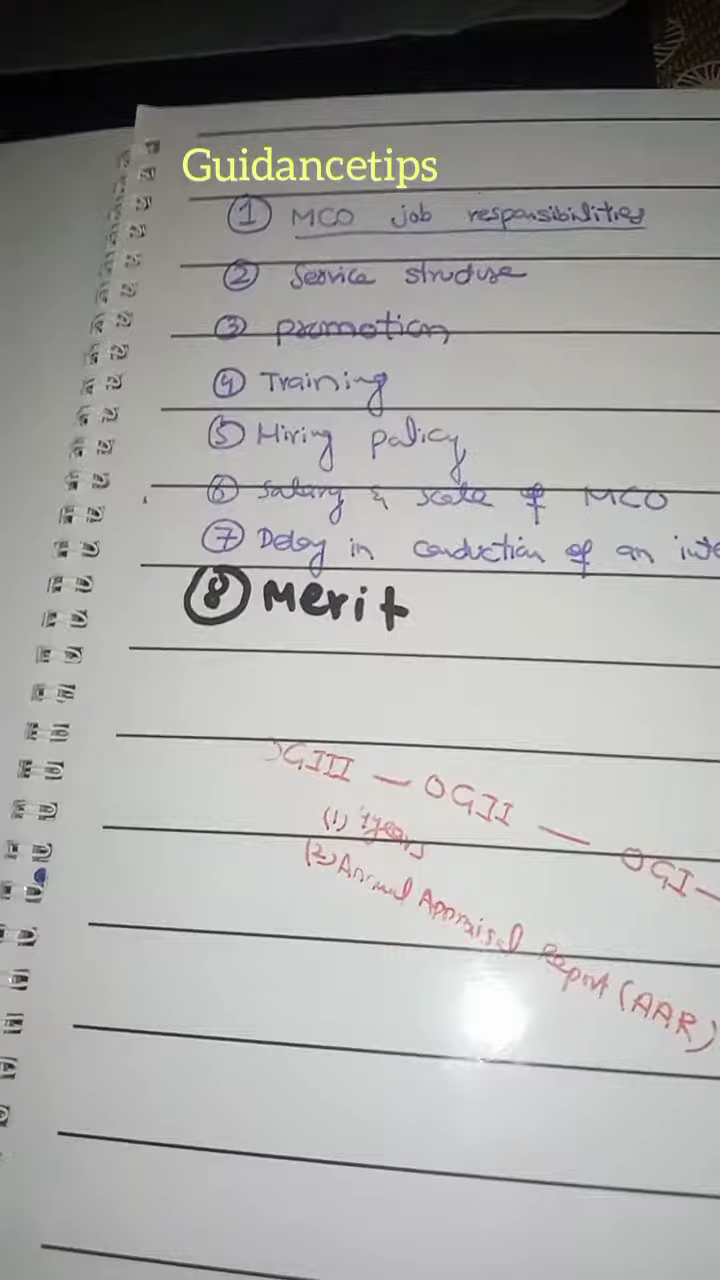 Guidancetips
① MCO job responsibilities
② Service structure
③ promotion
④ Training
⑤ Hiring policy
⑥ Salary & scale of MCO
⑦ Delay in conduction of an inte
⑧ Merit
OGIII — OGII — OGI —
(1) years
(2) Annual Appraisal Report (AAR)